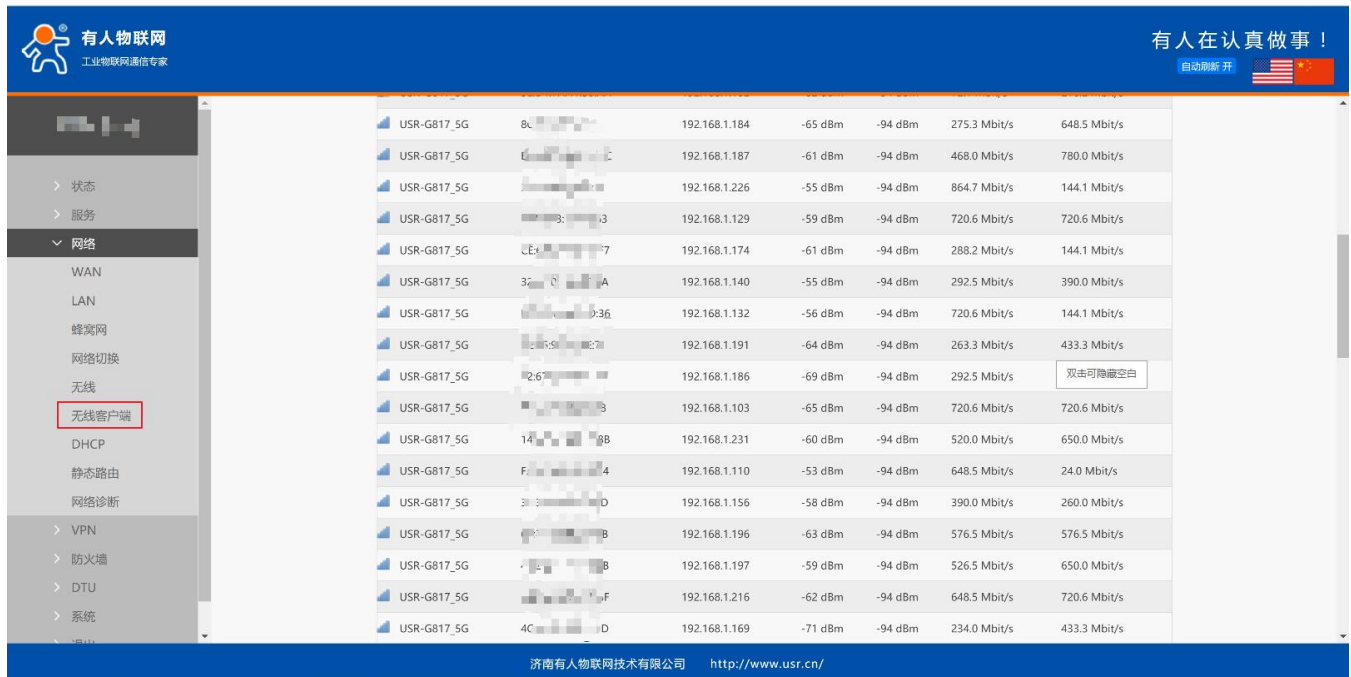 有人物联网
工业物联网通信专家
有人在认真做事！
自动刷新 开
状态
服务
网络
WAN
LAN
蜂窝网
网络切换
无线
无线客户端
DHCP
静态路由
网络诊断
VPN
防火墙
DTU
系统
USR-G817_5G 192.168.1.184 -65 dBm -94 dBm 275.3 Mbit/s 648.5 Mbit/s
USR-G817_5G 192.168.1.187 -61 dBm -94 dBm 468.0 Mbit/s 780.0 Mbit/s
USR-G817_5G 192.168.1.226 -55 dBm -94 dBm 864.7 Mbit/s 144.1 Mbit/s
USR-G817_5G 192.168.1.129 -59 dBm -94 dBm 720.6 Mbit/s 720.6 Mbit/s
USR-G817_5G 192.168.1.174 -61 dBm -94 dBm 288.2 Mbit/s 144.1 Mbit/s
USR-G817_5G 192.168.1.140 -55 dBm -94 dBm 292.5 Mbit/s 390.0 Mbit/s
USR-G817_5G 192.168.1.132 -56 dBm -94 dBm 720.6 Mbit/s 144.1 Mbit/s
USR-G817_5G 192.168.1.191 -64 dBm -94 dBm 263.3 Mbit/s 433.3 Mbit/s
USR-G817_5G 192.168.1.186 -69 dBm -94 dBm 292.5 Mbit/s 双击可隐藏空白
USR-G817_5G 192.168.1.103 -65 dBm -94 dBm 720.6 Mbit/s 720.6 Mbit/s
USR-G817_5G 192.168.1.231 -60 dBm -94 dBm 520.0 Mbit/s 650.0 Mbit/s
USR-G817_5G 192.168.1.110 -53 dBm -94 dBm 648.5 Mbit/s 24.0 Mbit/s
USR-G817_5G 192.168.1.156 -58 dBm -94 dBm 390.0 Mbit/s 260.0 Mbit/s
USR-G817_5G 192.168.1.196 -63 dBm -94 dBm 576.5 Mbit/s 576.5 Mbit/s
USR-G817_5G 192.168.1.197 -59 dBm -94 dBm 526.5 Mbit/s 650.0 Mbit/s
USR-G817_5G 192.168.1.216 -62 dBm -94 dBm 648.5 Mbit/s 720.6 Mbit/s
USR-G817_5G 192.168.1.169 -71 dBm -94 dBm 234.0 Mbit/s 433.3 Mbit/s
济南有人物联网技术有限公司 http://www.usr.cn/